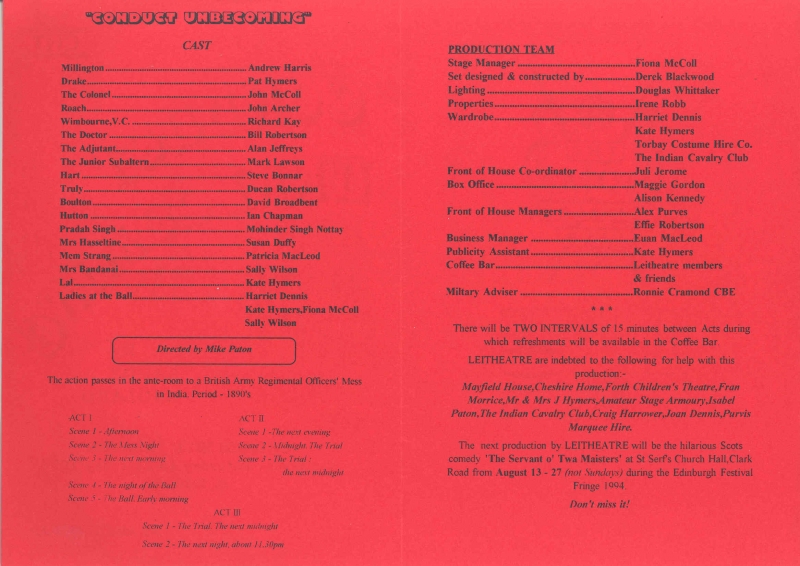 "CONDUCT UNBECOMING"
CAST
Millington...Andrew Harris
Drake...Pat Hymers
The Colonel...John McColl
Roach...John Archer
Wimbourne,V.C. ...Richard Kay
The Doctor...Bill Robertson
The Adjutant...Alan Jeffreys
The Junior Subaltern...Mark Lawson
Hart...Steve Bonnar
Truly...Ducan Robertson
Boulton...David Broadbent
Hutton...Ian Chapman
Pradah Singh...Mohinder Singh Nottay
Mrs Hasseltine...Susan Duffy
Mem Strang...Patricia MacLeod
Mrs Bandanai...Sally Wilson
Lal...Kate Hymers
Ladies at the Ball...Harriet Dennis
Kate Hymers,Fiona McColl
Sally Wilson
Directed by Mike Paton
The action passes in the ante-room to a British Army Regimental Officers' Mess
in India. Period - 1890's
ACT I
Scene 1 - Afternoon
Scene 2 - The Mess Night
Scene 3 - The next morning
Scene 4 - The night of the Ball
Scene 5 - The Ball. Early morning
ACT II
Scene 1 -The next evening
Scene 2 - Midnight. The Trial
Scene 3 - The Trial :
the next midnight
ACT III
Scene 1 - The Trial. The next midnight
Scene 2 - The next night, about 11.30pm
PRODUCTION TEAM
Stage Manager...Fiona McColl
Set designed & constructed by...Derek Blackwood
Lighting...Douglas Whittaker
Properties...Irene Robb
Wardrobe...Harriet Dennis
Kate Hymers
Torbay Costume Hire Co.
The Indian Cavalry Club
Front of House Co-ordinator...Juli Jerome
Box Office...Maggie Gordon
Alison Kennedy
Front of House Managers...Alex Purves
Effie Robertson
Business Manager...Euan MacLeod
Publicity Assistant...Kate Hymers
Coffee Bar...Leitheatre members
& friends
Miltary Adviser...Ronnie Cramond CBE
* * *
There will be TWO INTERVALS of 15 minutes between Acts during
which refreshments will be available in the Coffee Bar
LEITHEATRE are indebted to the following for help with this
production:-
Mayfield House,Cheshire Home,Forth Children's Theatre,Fran
Morrice,Mr & Mrs J Hymers,Amateur Stage Armoury,Isabel
Paton,The Indian Cavalry Club,Craig Harrower,Joan Dennis,Purvis
Marquee Hire.
The next production by LEITHEATRE will be the hilarious Scots
comedy 'The Servant o' Twa Maisters' at St Serf's Church Hall,Clark
Road from August 13 - 27 (not Sundays) during the Edinburgh Festival
Fringe 1994.
Don't miss it!